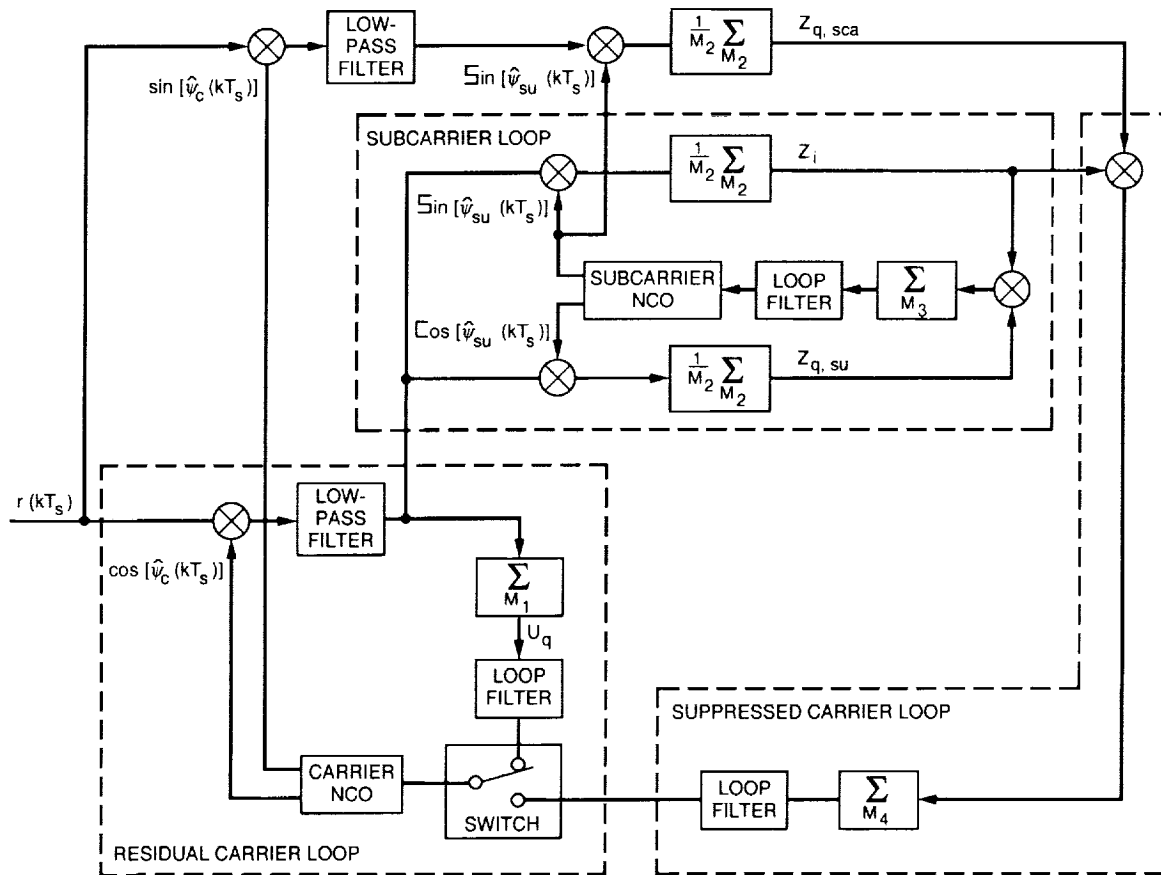 LOW-
PASS
FILTER
sin [ψ̂c (kTs)]
Sin [ψ̂su (kTs)]
1/M2 Σ M2
Zq, sca
SUBCARRIER LOOP
1/M2 Σ M2
Zi
Sin [ψ̂su (kTs)]
SUBCARRIER
NCO
LOOP
FILTER
Σ
M3
Cos [ψ̂su (kTs)]
1/M2 Σ M2
Zq, su
r (kTs)
LOW-
PASS
FILTER
cos [ψ̂c (kTs)]
Σ
M1
Uq
LOOP
FILTER
CARRIER
NCO
SWITCH
RESIDUAL CARRIER LOOP
SUPPRESSED CARRIER LOOP
LOOP
FILTER
Σ
M4